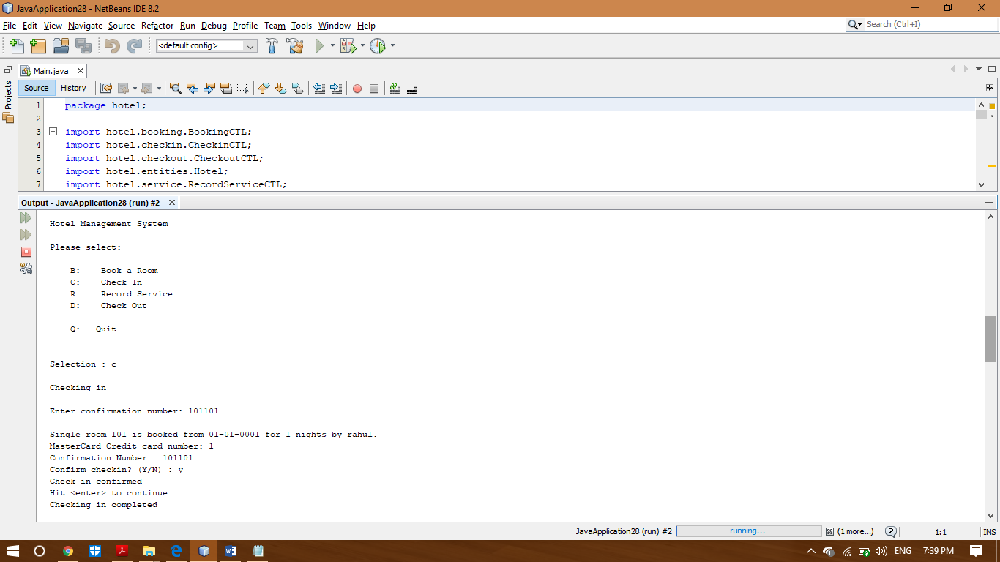 JavaApplication28 - NetBeans IDE 8.2
File Edit View Navigate Source Refactor Run Debug Profile Team Tools Window Help
Search (Ctrl+I)
<default config>
Projects
Main.java
Source History
1 package hotel;
2
3 import hotel.booking.BookingCTL;
4 import hotel.checkin.CheckinCTL;
5 import hotel.checkout.CheckoutCTL;
6 import hotel.entities.Hotel;
7 import hotel.service.RecordServiceCTL;
Output - JavaApplication28 (run) #2
Hotel Management System
Please select:
B: Book a Room
C: Check In
R: Record Service
D: Check Out
Q: Quit
Selection : c
Checking in
Enter confirmation number: 101101
Single room 101 is booked from 01-01-0001 for 1 nights by rahul.
MasterCard Credit card number: 1
Confirmation Number : 101101
Confirm checkin? (Y/N) : y
Check in confirmed
Hit <enter> to continue
Checking in completed
JavaApplication28 (run) #2 running... (1 more...) 2 1:1 INS
ENG 7:39 PM